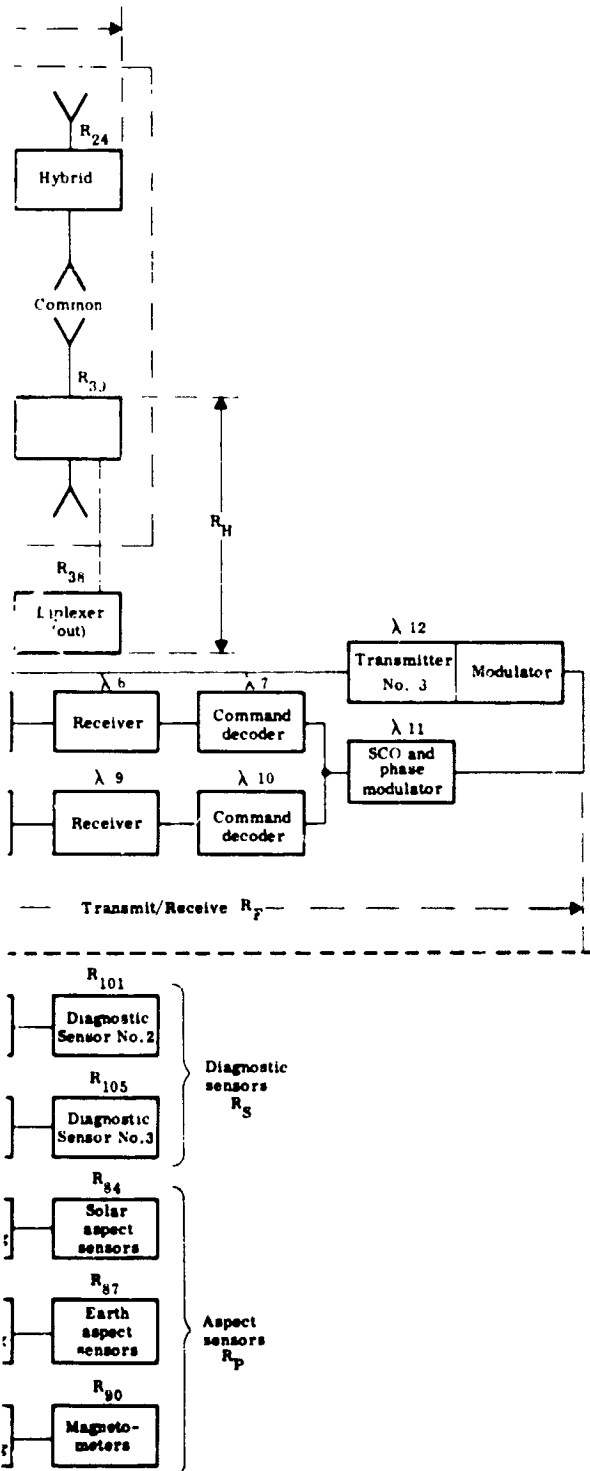 R24
Hybrid
Common
R
RH
R38
(out)
λ 12
Transmitter
No. 3
Modulator
λ 6
Receiver
λ 7
Command
decoder
λ 11
SCO and
phase
modulator
λ 9
Receiver
λ 10
Command
decoder
Transmit/Receive R
R101
Diagnostic
Sensor No.2
R105
Diagnostic
Sensor No.3
Diagnostic
sensors
RS
R84
Solar
aspect
sensors
R87
Earth
aspect
sensors
R90
Magneto-
meters
Aspect
sensors
RP